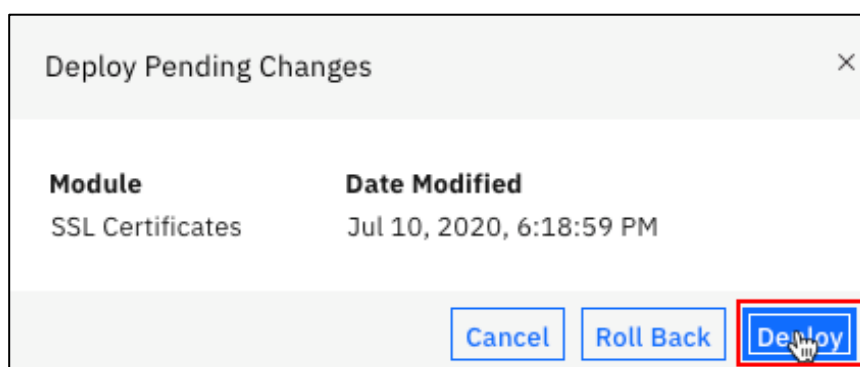 Deploy Pending Changes
Module Date Modified
SSL Certificates Jul 10, 2020, 6:18:59 PM
Cancel Roll Back Deploy